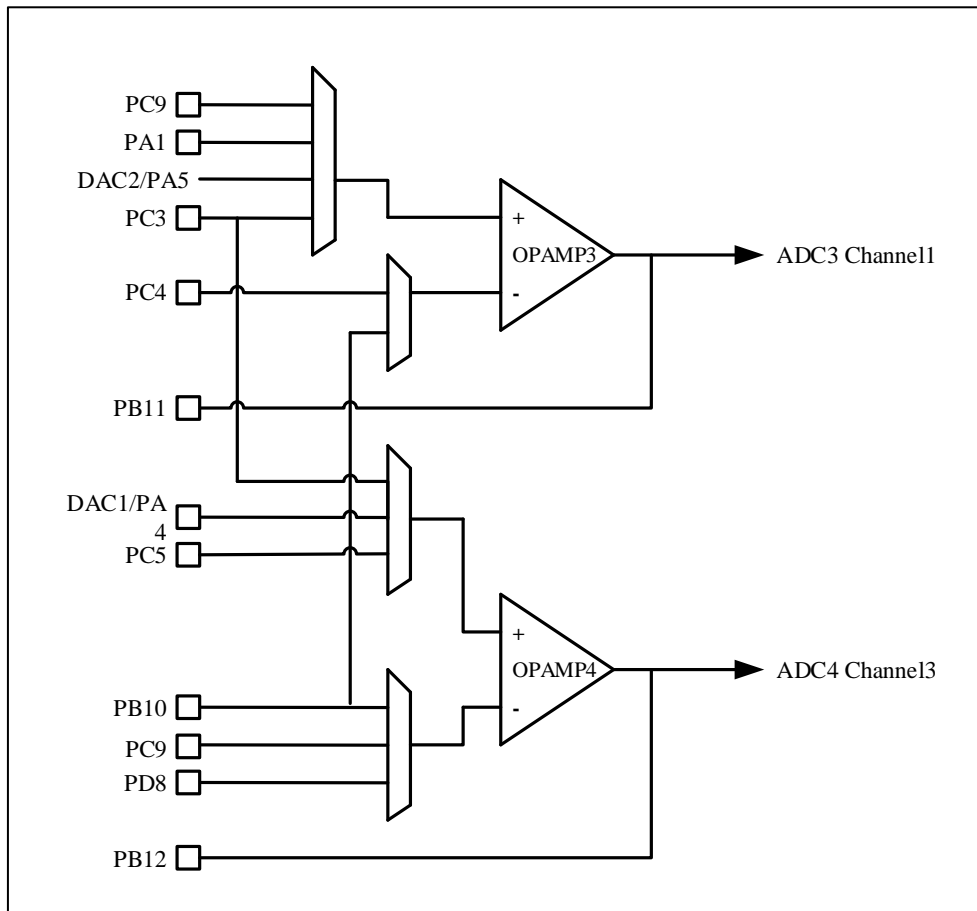 PC9
PA1
DAC2/PA5
PC3
+
OPAMP3
ADC3 Channel1
PC4
-
PB11
DAC1/PA
4
PC5
+
OPAMP4
ADC4 Channel3
PB10
-
PC9
PD8
PB12